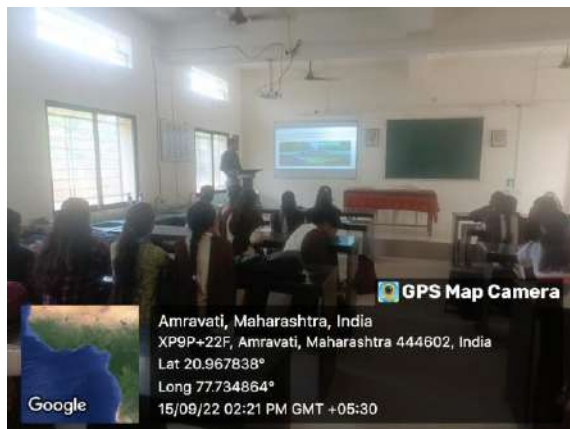 GPS Map Camera
Amravati, Maharashtra, India
XP9P+22F, Amravati, Maharashtra 444602, India
Lat 20.967838°
Long 77.734864°
15/09/22 02:21 PM GMT +05:30
Google